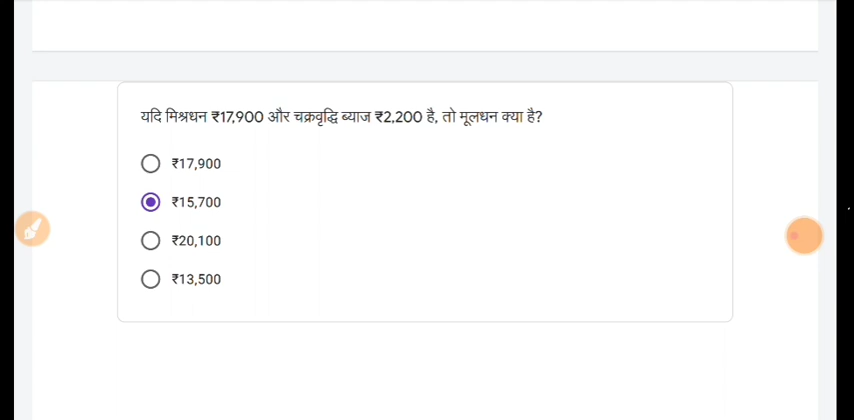 यदि मिश्रधन ₹17,900 और चक्रवृद्धि ब्याज ₹2,200 है, तो मूलधन क्या है?
₹17,900
₹15,700
₹20,100
₹13,500